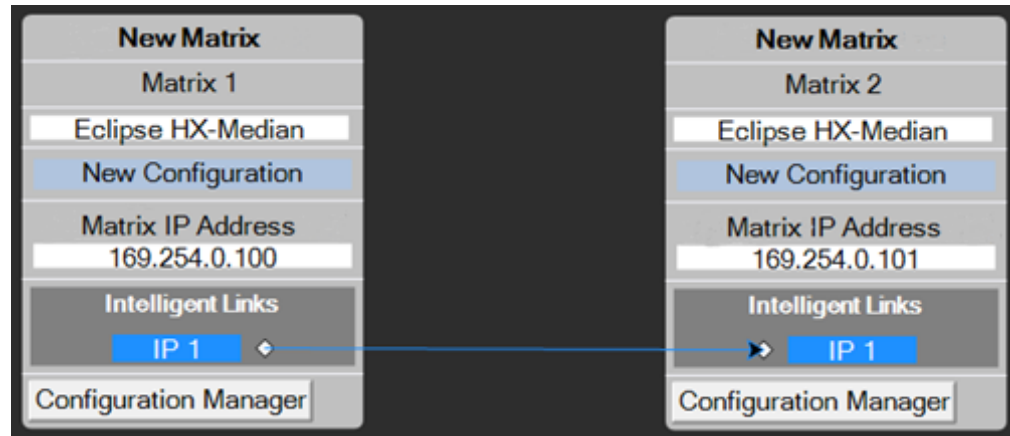 New Matrix
Matrix 1
Eclipse HX-Median
New Configuration
Matrix IP Address
169.254.0.100
Intelligent Links
IP 1
Configuration Manager
New Matrix
Matrix 2
Eclipse HX-Median
New Configuration
Matrix IP Address
169.254.0.101
Intelligent Links
IP 1
Configuration Manager